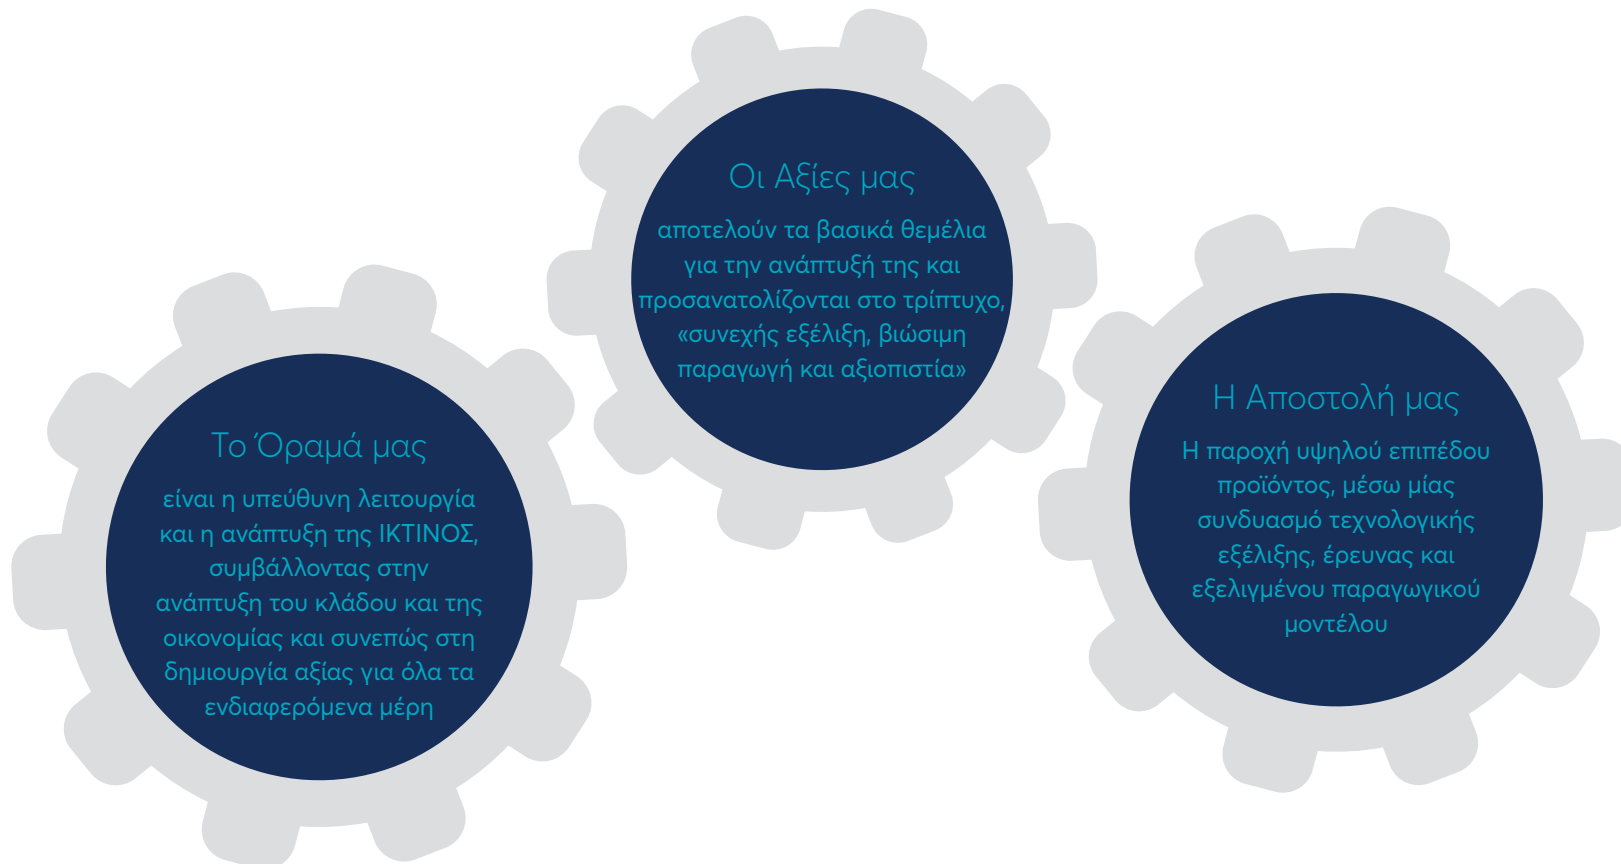 Το Όραμά μας
είναι η υπεύθυνη λειτουργία
και η ανάπτυξη της ΙΚΤΙΝΟΣ,
συμβάλλοντας στην
ανάπτυξη του κλάδου και της
οικονομίας και συνεπώς στη
δημιουργία αξίας για όλα τα
ενδιαφερόμενα μέρη
Οι Αξίες μας
αποτελούν τα βασικά θεμέλια
για την ανάπτυξή της και
προσανατολίζονται στο τρίπτυχο,
«συνεχής εξέλιξη, βιώσιμη
παραγωγή και αξιοπιστία»
Η Αποστολή μας
Η παροχή υψηλού επιπέδου
προϊόντος, μέσω μίας
συνδυασμό τεχνολογικής
εξέλιξης, έρευνας και
εξελιγμένου παραγωγικού
μοντέλου